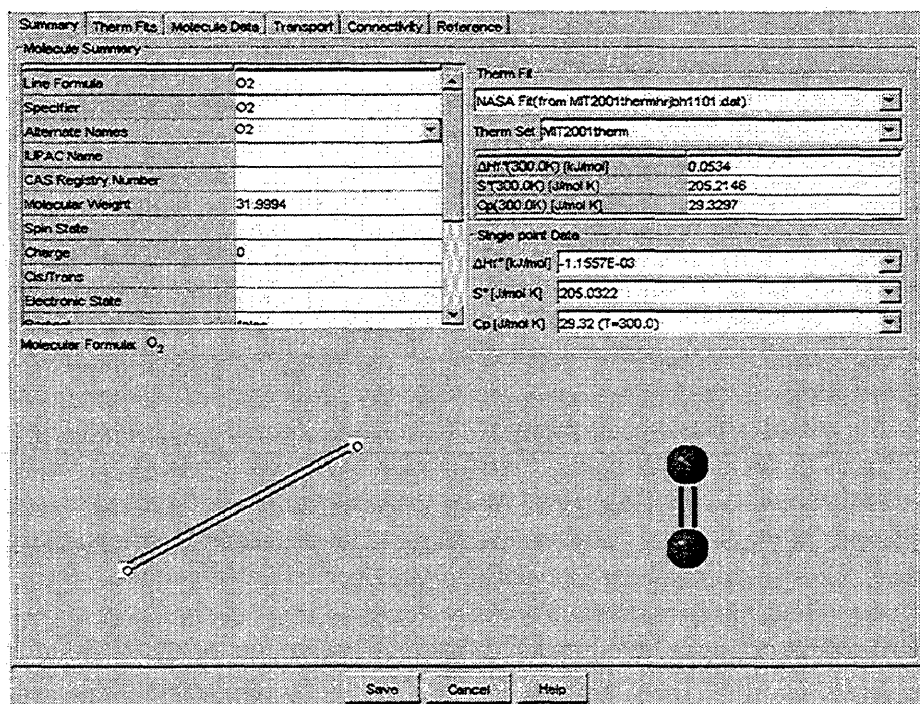 Summary Therm Fits Molecule Data Transport Connectivity Reference
Molecule Summary
Line Formula O2
Specifier O2
Alternate Names O2
IUPAC Name
CAS Registry Number
Molecular Weight 31.9994
Spin State
Charge 0
Cis/Trans
Electronic State
Molecular Formula: O2
Therm Fit
NASA Fit(from MIT2001thermhrjbh1101.dat)
Therm Set MIT2001therm
ΔHf°(300.0K) [kJ/mol] 0.0534
S°(300.0K) [J/mol K] 205.2146
Cp(300.0K) [J/mol K] 29.3297
Single point Data
ΔHf° [kJ/mol] -1.1557E-03
S° [J/mol K] 205.0322
Cp [J/mol K] 29.32 (T=300.0)
O
O
Save Cancel Help